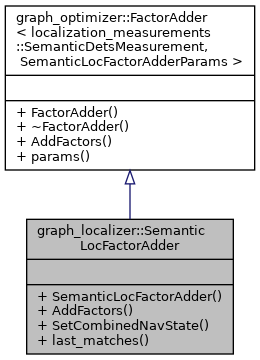 graph_optimizer::FactorAdder
< localization_measurements
::SemanticDetsMeasurement,
SemanticLocFactorAdderParams >
+ FactorAdder()
+ ~FactorAdder()
+ AddFactors()
+ params()
graph_localizer::Semantic
LocFactorAdder
+ SemanticLocFactorAdder()
+ AddFactors()
+ SetCombinedNavState()
+ last_matches()